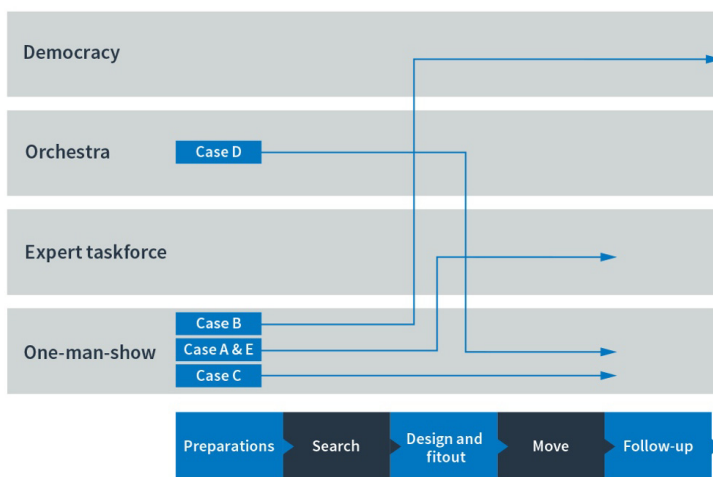 Democracy
Orchestra
Case D
Expert taskforce
One-man-show
Case B
Case A & E
Case C
Preparations
Search
Design and
fitout
Move
Follow-up